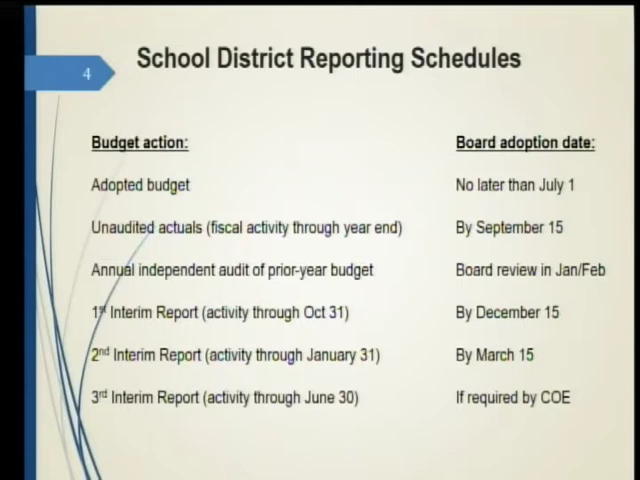 4
School District Reporting Schedules
Budget action: Board adoption date:
Adopted budget No later than July 1
Unaudited actuals (fiscal activity through year end) By September 15
Annual independent audit of prior-year budget Board review in Jan/Feb
1st Interim Report (activity through Oct 31) By December 15
2nd Interim Report (activity through January 31) By March 15
3rd Interim Report (activity through June 30) If required by COE